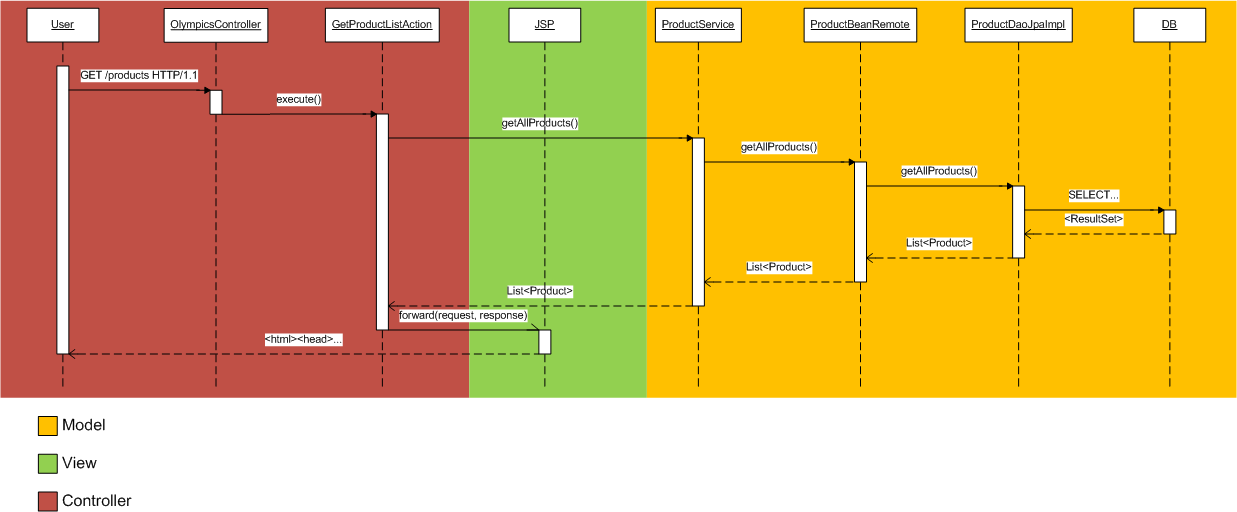 User
OlympicsController
GetProductListAction
JSP
ProductService
ProductBeanRemote
ProductDaoJpaImpl
DB
GET /products HTTP/1.1
execute()
getAllProducts()
getAllProducts()
getAllProducts()
SELECT...
<ResultSet>
List<Product>
List<Product>
List<Product>
forward(request, response)
<html><head>...
Model
View
Controller